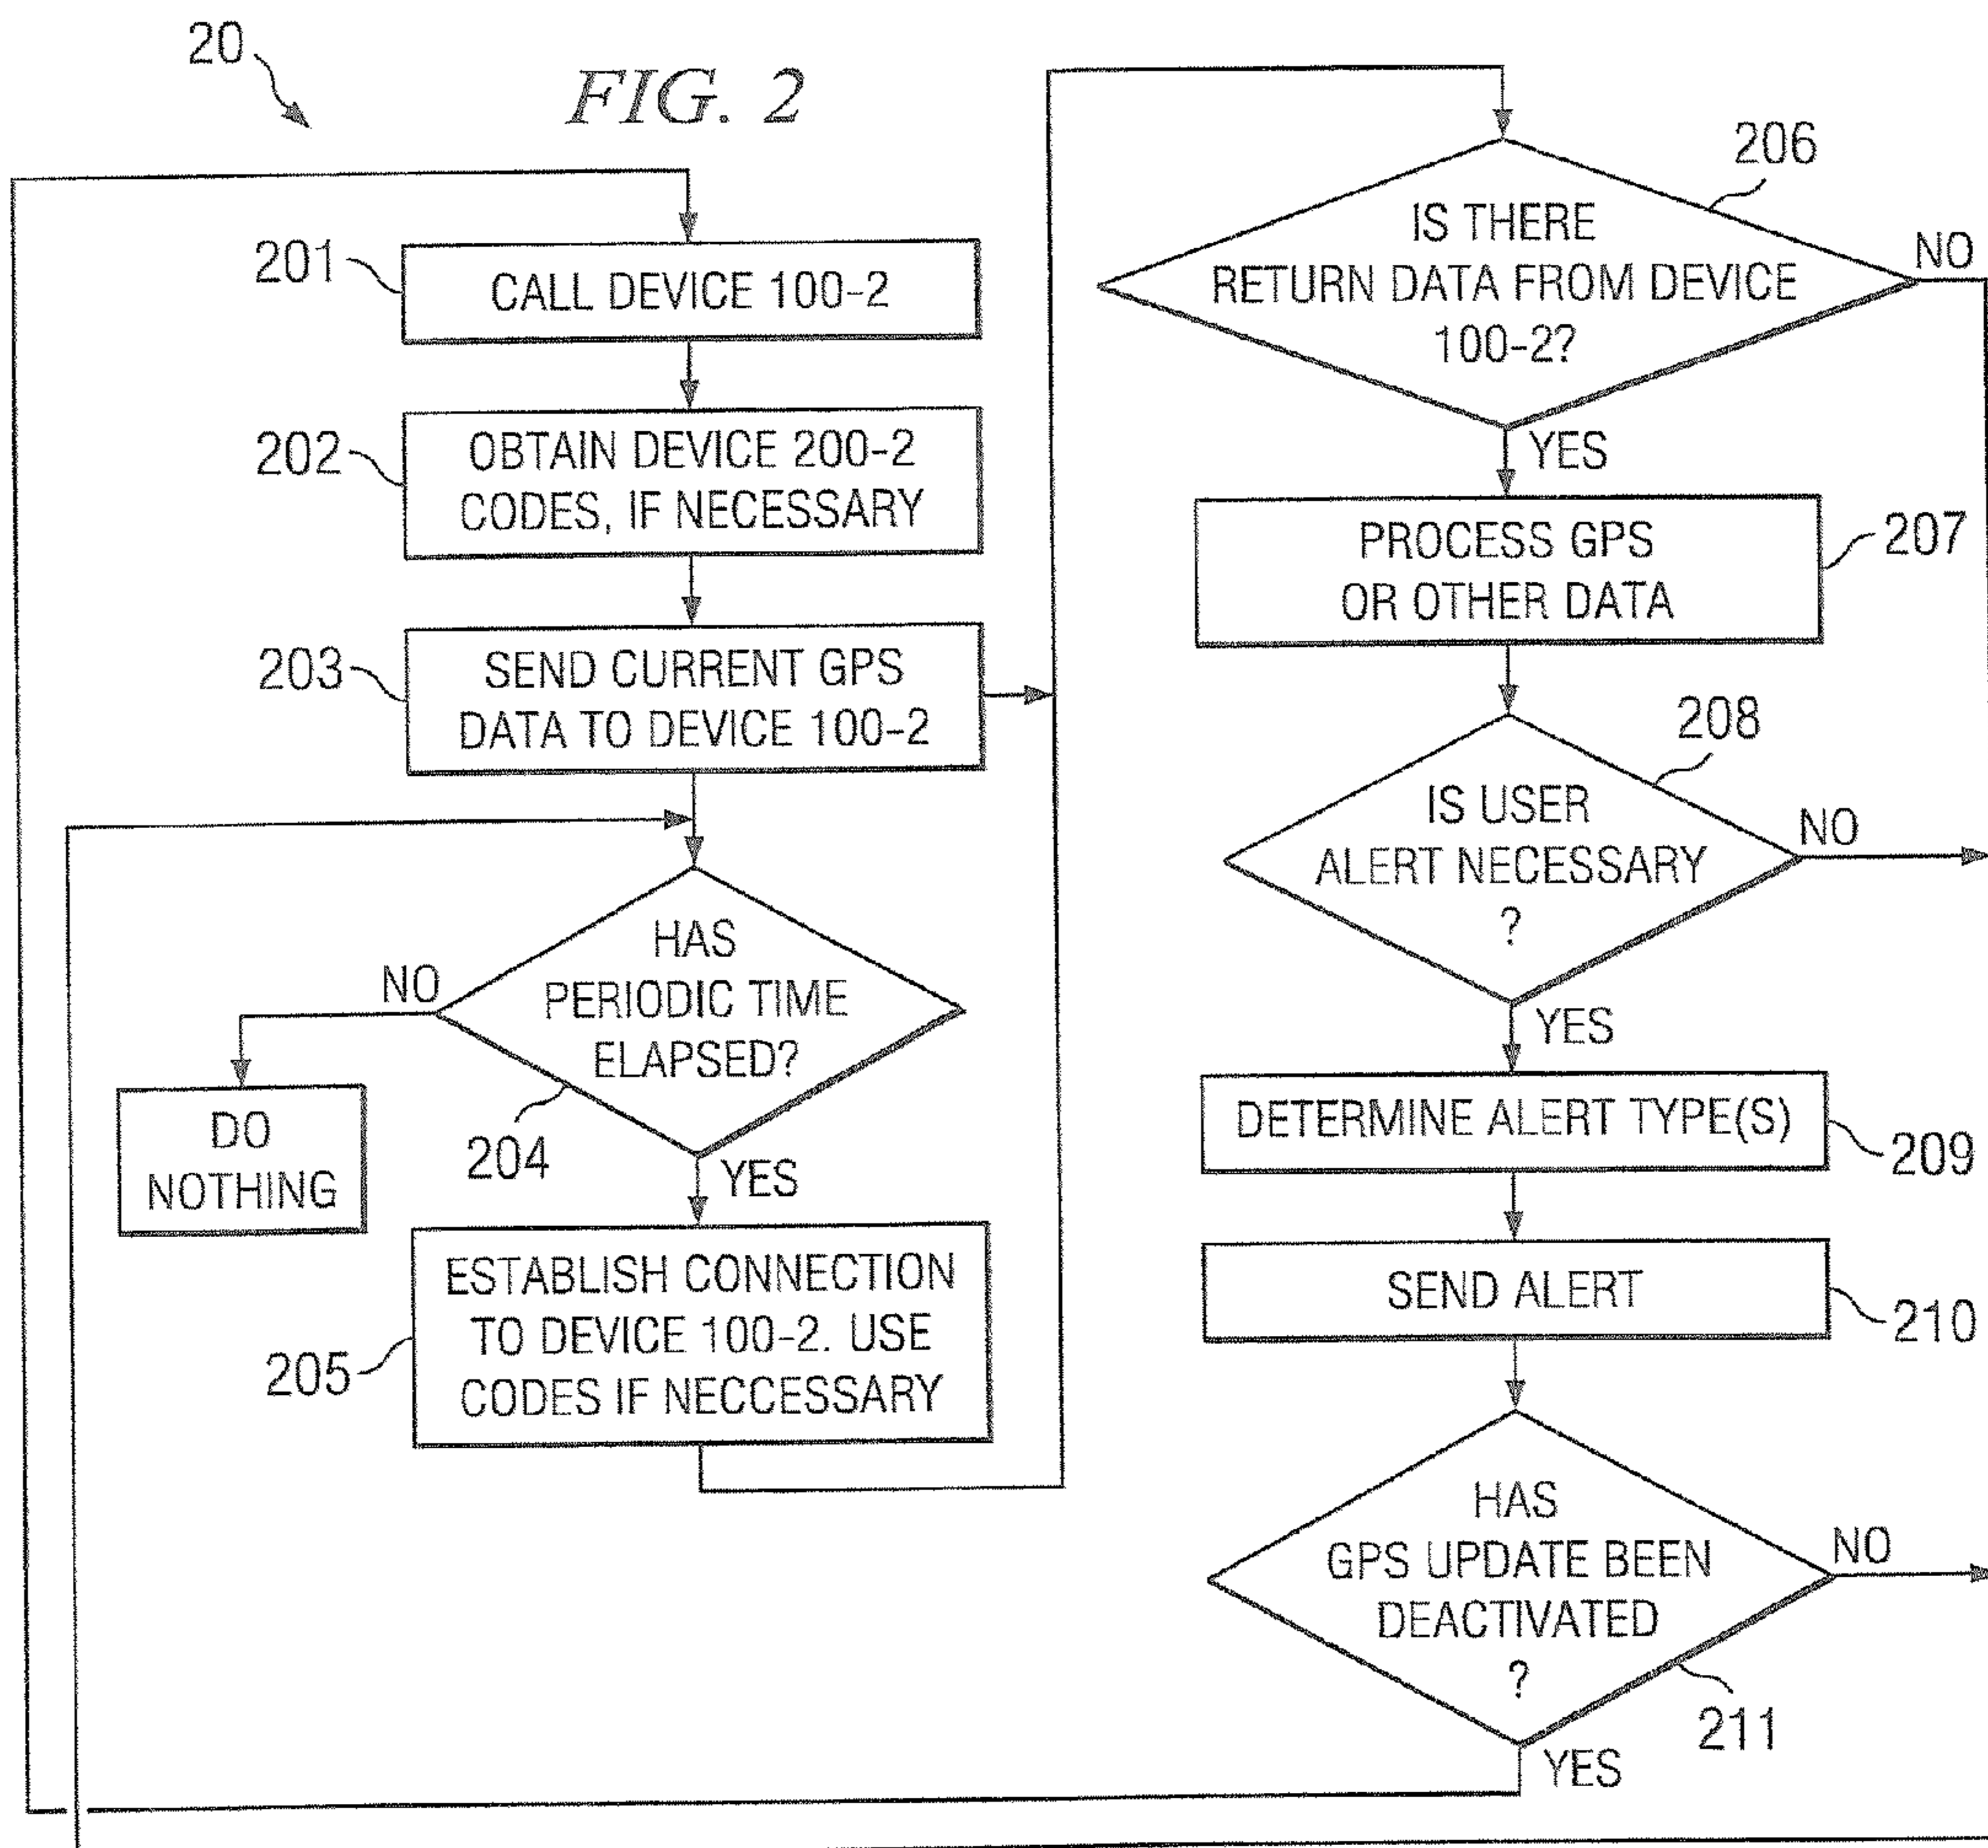 20
FIG. 2
201
CALL DEVICE 100-2
202
OBTAIN DEVICE 200-2
CODES, IF NECESSARY
203
SEND CURRENT GPS
DATA TO DEVICE 100-2
HAS
PERIODIC TIME
ELAPSED?
NO
204
YES
DO
NOTHING
205
ESTABLISH CONNECTION
TO DEVICE 100-2. USE
CODES IF NECCESSARY
206
IS THERE
RETURN DATA FROM DEVICE
100-2?
NO
YES
PROCESS GPS
OR OTHER DATA
207
208
IS USER
ALERT NECESSARY
?
NO
YES
DETERMINE ALERT TYPE(S)
209
SEND ALERT
210
HAS
GPS UPDATE BEEN
DEACTIVATED
?
NO
211
YES